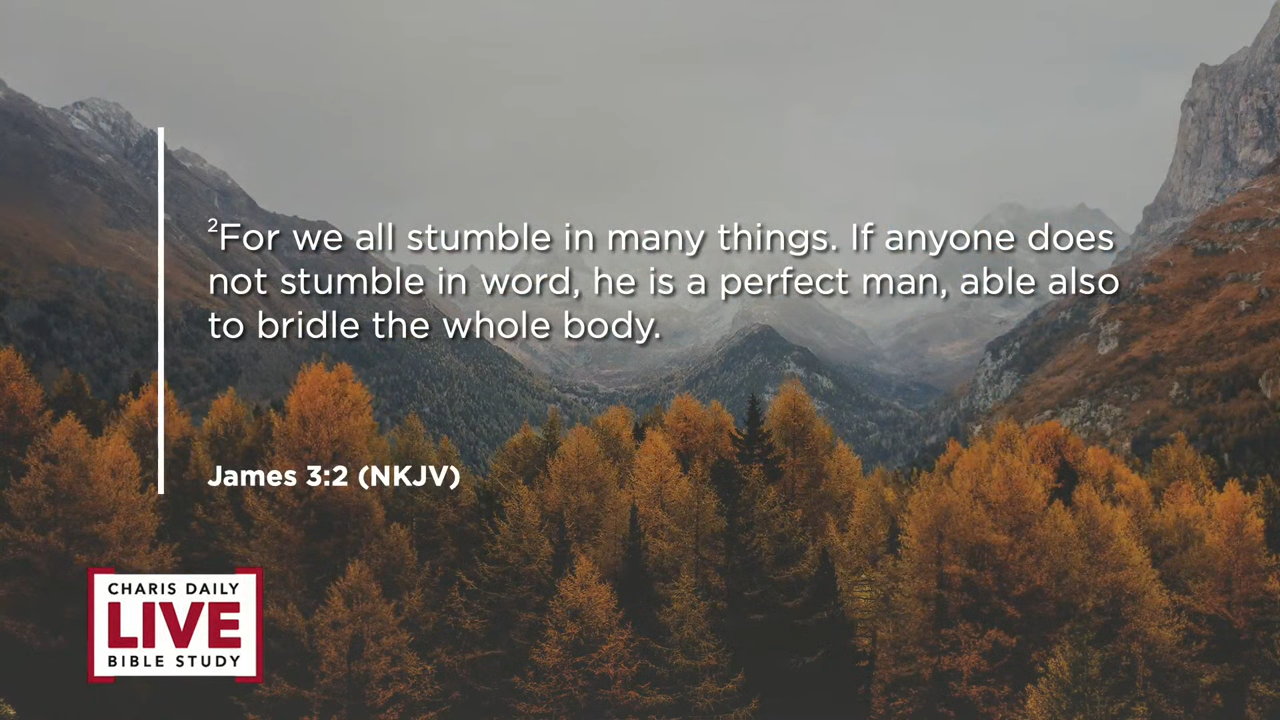 ²For we all stumble in many things. If anyone does
not stumble in word, he is a perfect man, able also
to bridle the whole body.
James 3:2 (NKJV)
CHARIS DAILY
LIVE
BIBLE STUDY